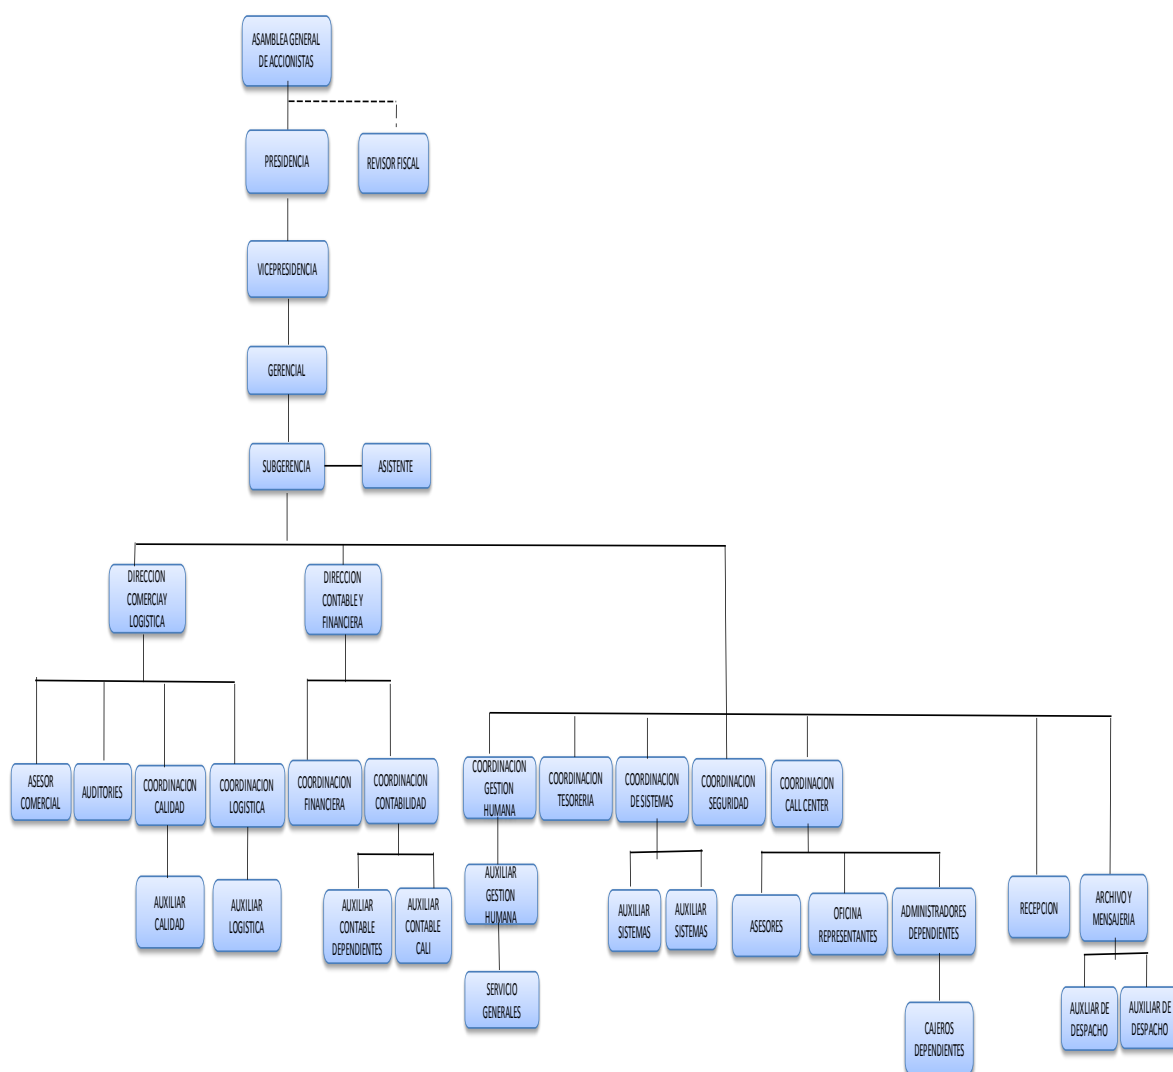 ASAMBLEA GENERAL
DE ACCIONISTAS
PRESIDENCIA
REVISOR FISCAL
VICEPRESIDENCIA
GERENCIAL
SUBGERENCIA
ASISTENTE
DIRECCION
COMERCIAY
LOGISTICA
DIRECCION
CONTABLE Y
FINANCIERA
ASESOR
COMERCIAL
AUDITORIES
COORDINACION
CALIDAD
COORDINACION
LOGISTICA
COORDINACION
FINANCIERA
COORDINACION
CONTABILIDAD
COORDINACION
GESTION
HUMANA
COORDINACION
TESORERIA
COORDINACION
DE SISTEMAS
COORDINACION
SEGURIDAD
COORDINACION
CALL CENTER
AUXILIAR
CALIDAD
AUXILIAR
LOGISTICA
AUXILIAR
CONTABLE
DEPENDIENTES
AUXILIAR
CONTABLE
CALI
AUXILIAR
GESTION
HUMANA
AUXILIAR
SISTEMAS
AUXILIAR
SISTEMAS
ASESORES
OFICINA
REPRESENTANTES
ADMINISTRADORES
DEPENDIENTES
RECEPCION
ARCHIVO Y
MENSAJERIA
SERVICIO
GENERALES
CAJEROS
DEPENDIENTES
AUXLIAR DE
DESPACHO
AUXILIAR DE
DESPACHO